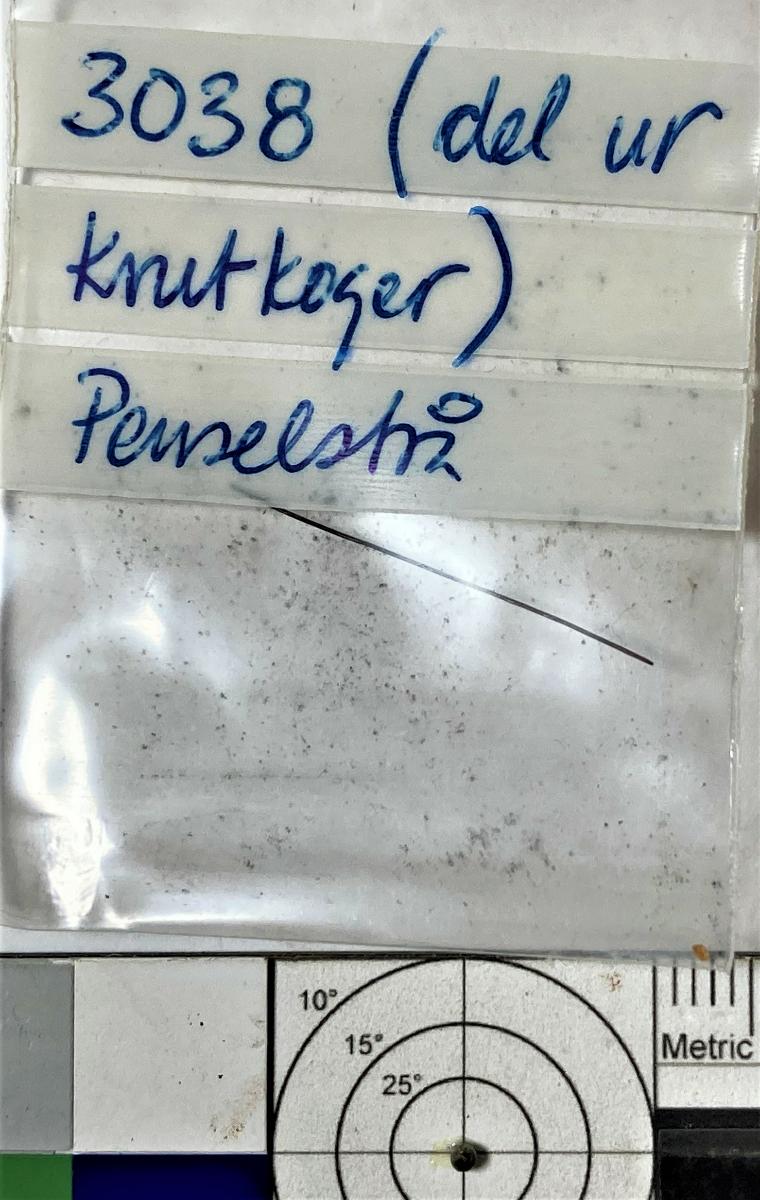 3038 (del ur
knutkoger)
Penselstrå
10°
15°
25°
Metric